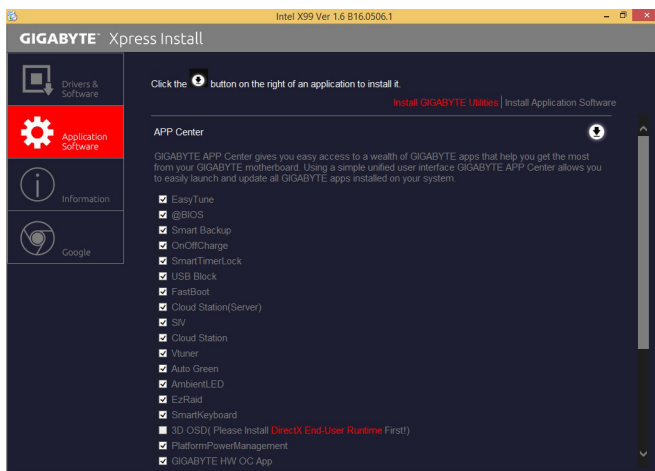 Intel X99 Ver 1.6 B16.0506.1
GIGABYTE™ Xpress Install
Drivers &
Software
Application
Software
Information
Google
Click the button on the right of an application to install it.
Install GIGABYTE Utilities | Install Application Software
APP Center
GIGABYTE APP Center gives you easy access to a wealth of GIGABYTE apps that help you get the most
from your GIGABYTE motherboard. Using a simple unified user interface GIGABYTE APP Center allows you
to easily launch and update all GIGABYTE apps installed on your system.
EasyTune
@BIOS
Smart Backup
OnOffCharge
SmartTimerLock
USB Block
FastBoot
Cloud Station(Server)
SIV
Cloud Station
Vtuner
Auto Green
AmbientLED
EzRaid
SmartKeyboard
3D OSD( Please Install DirectX End-User Runtime First!)
PlatformPowerManagement
GIGABYTE HW OC App